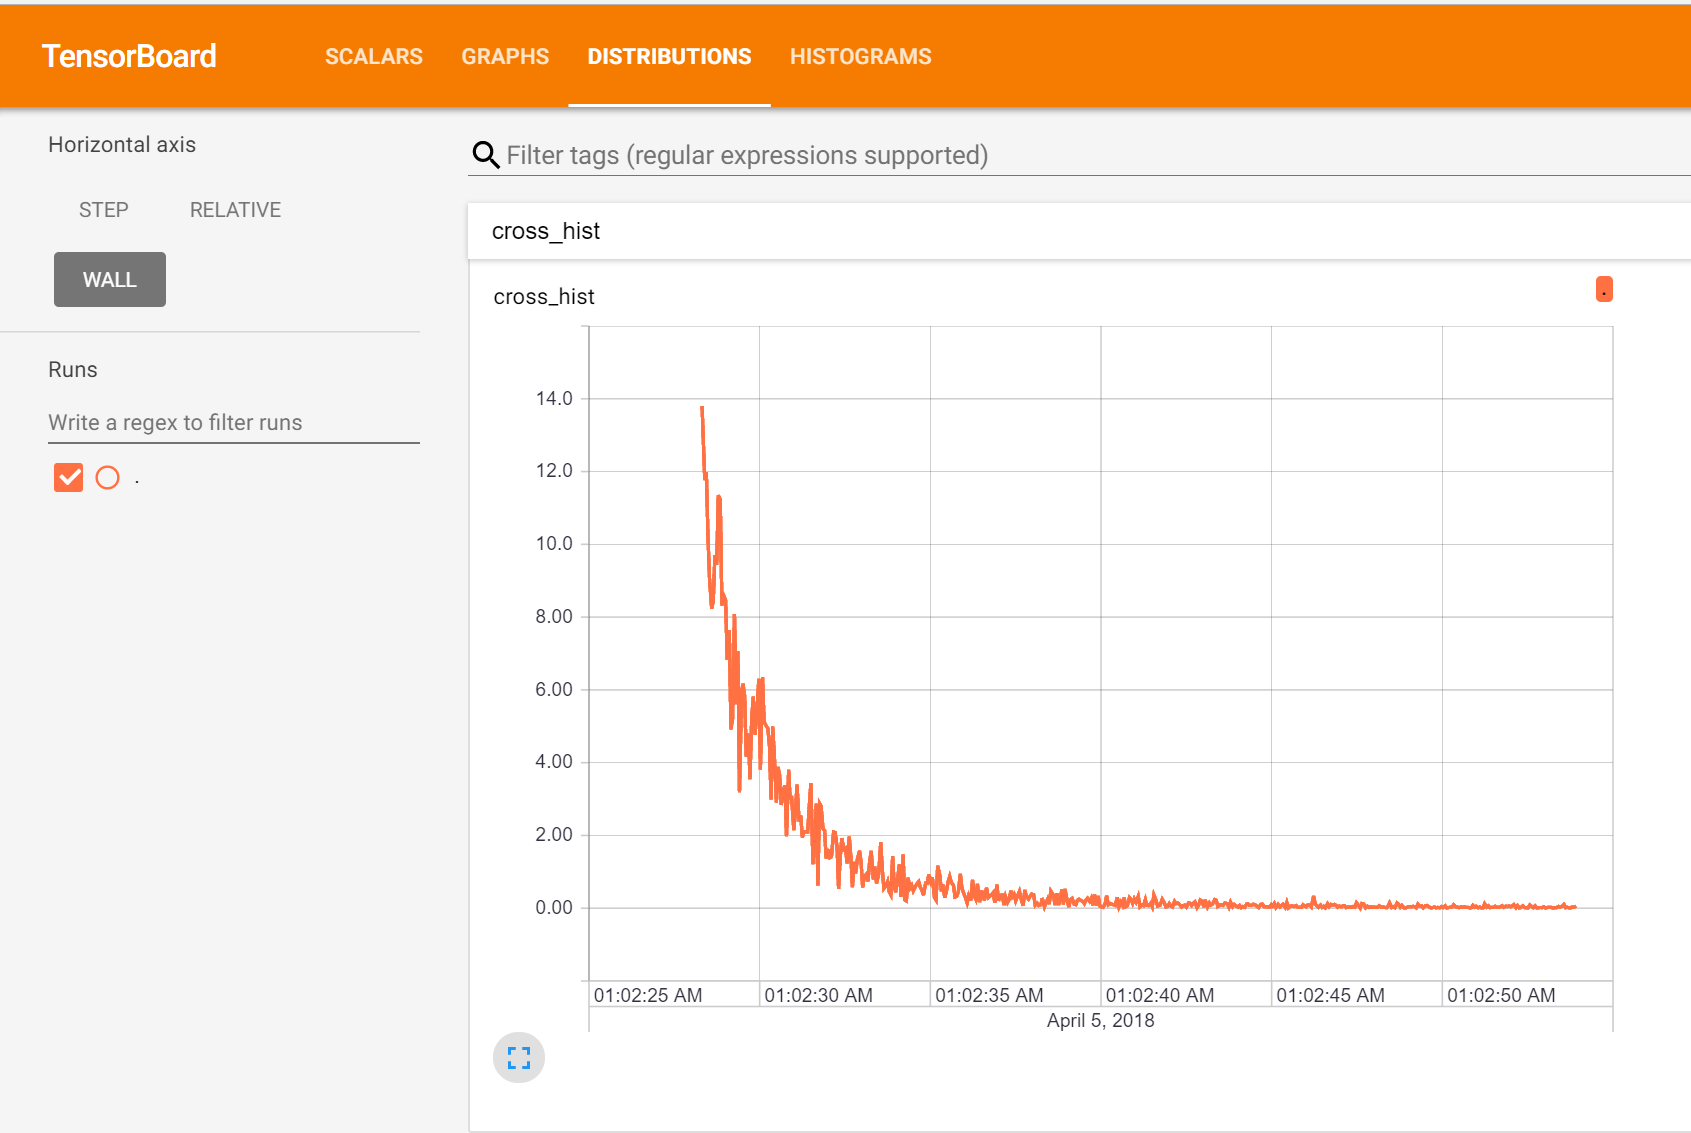 TensorBoard SCALARS GRAPHS DISTRIBUTIONS HISTOGRAMS
Horizontal axis
STEP RELATIVE
WALL
Runs
Write a regex to filter runs
.
Filter tags (regular expressions supported)
cross_hist
cross_hist
.
14.0
12.0
10.0
8.00
6.00
4.00
2.00
0.00
01:02:25 AM 01:02:30 AM 01:02:35 AM 01:02:40 AM 01:02:45 AM 01:02:50 AM
April 5, 2018